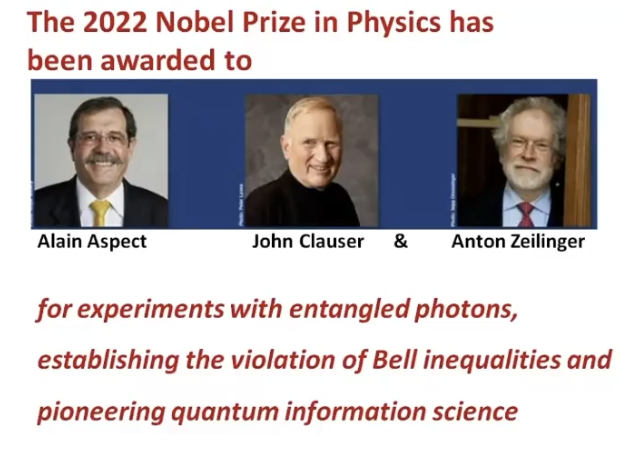 The 2022 Nobel Prize in Physics has
been awarded to
Alain Aspect John Clauser & Anton Zeilinger
for experiments with entangled photons,
establishing the violation of Bell inequalities and
pioneering quantum information science